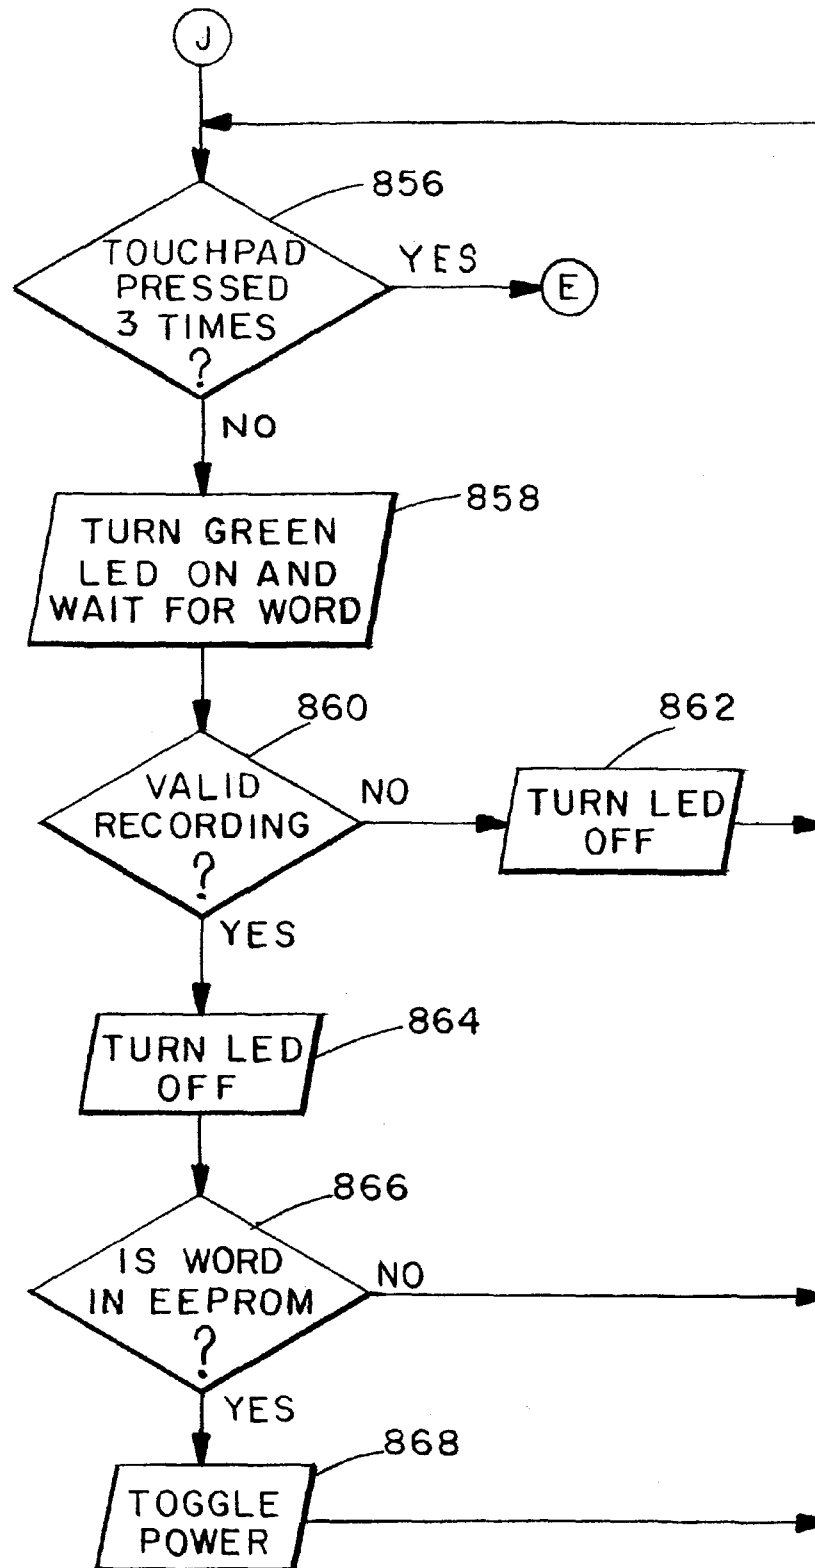 J
856
TOUCHPAD
PRESSED
3 TIMES
?
YES
E
NO
858
TURN GREEN
LED ON AND
WAIT FOR WORD
860
VALID
RECORDING
?
NO
862
TURN LED
OFF
YES
864
TURN LED
OFF
866
IS WORD
IN EEPROM
?
NO
YES
868
TOGGLE
POWER